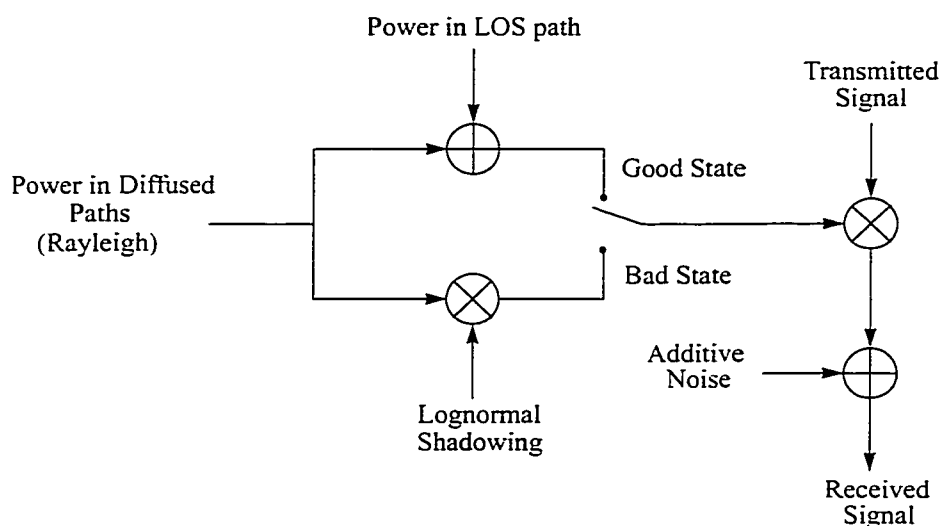 Power in LOS path
Transmitted
Signal
Good State
Power in Diffused
Paths
(Rayleigh)
Bad State
Additive
Noise
Lognormal
Shadowing
Received
Signal